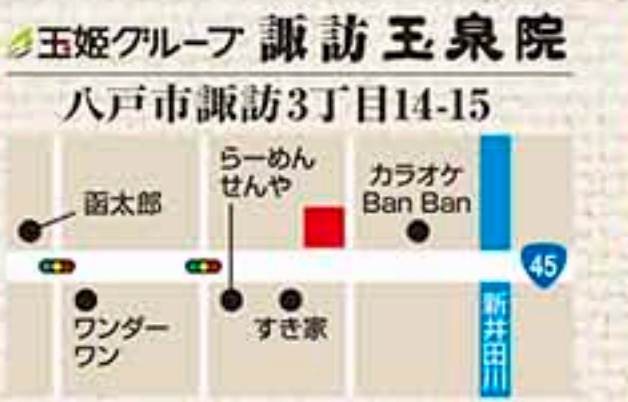 玉姫グループ 諏訪玉泉院
八戸市諏訪3丁目14-15
らーめん
せんや
カラオケ
Ban Ban
函太郎
45
ワンダー
ワン
すき家
新井田川